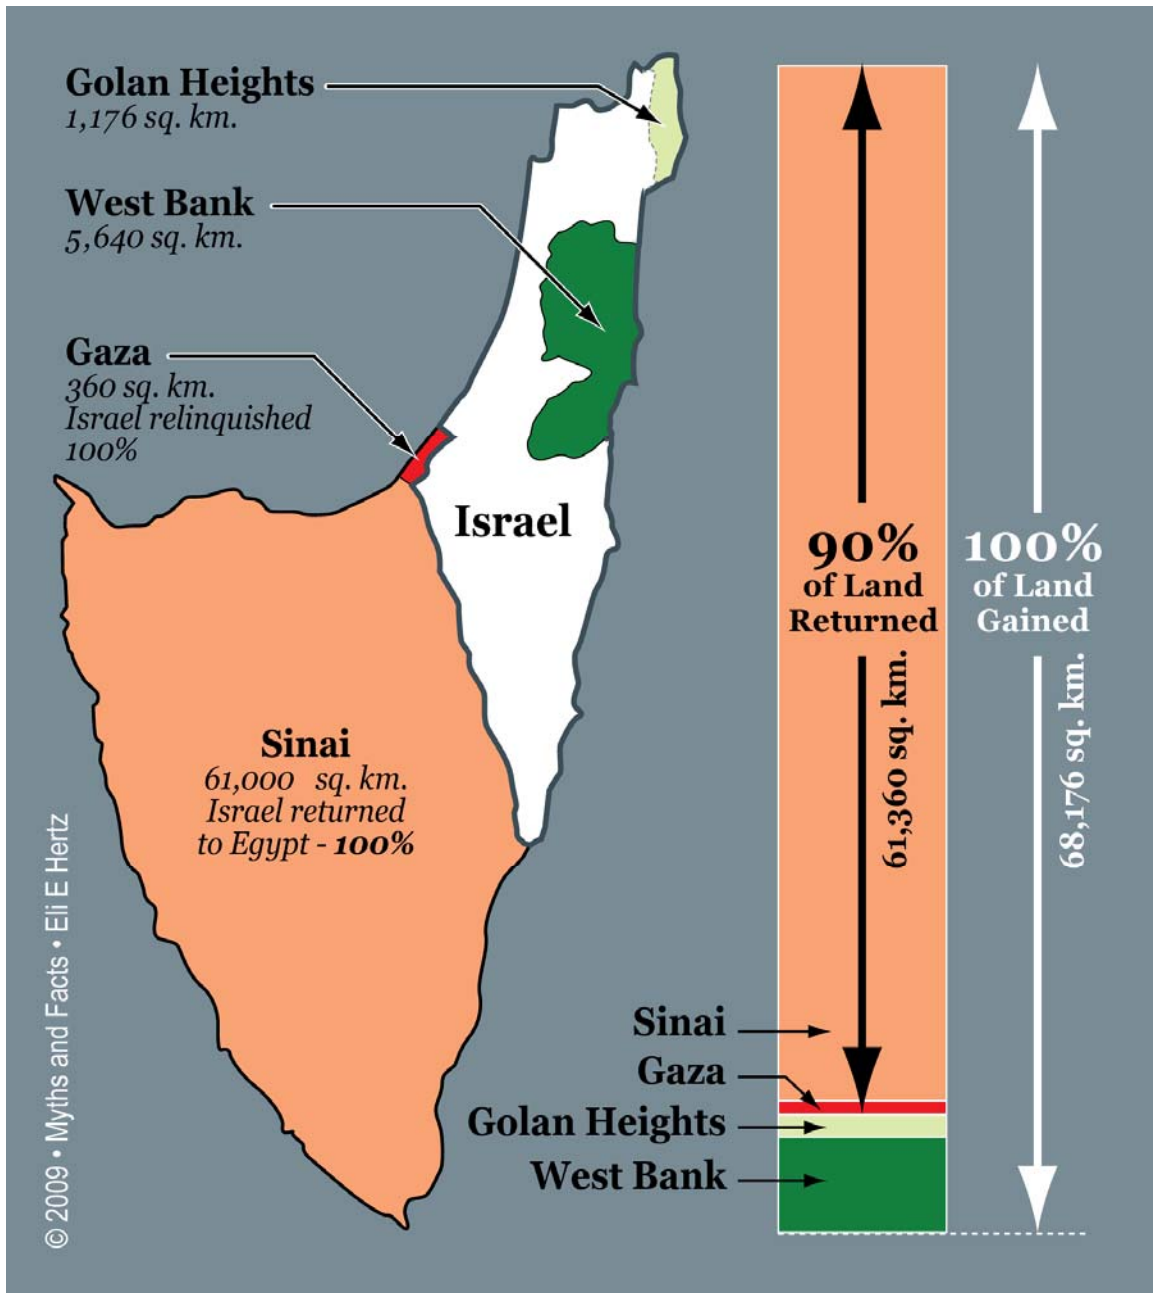 Golan Heights
1,176 sq. km.
West Bank
5,640 sq. km.
Gaza
360 sq. km.
Israel relinquished
100%
Israel
Sinai
61,000 sq. km.
Israel returned
to Egypt - 100%
90%
of Land
Returned
61,360 sq. km.
100%
of Land
Gained
68,176 sq. km.
Sinai
Gaza
Golan Heights
West Bank
© 2009 • Myths and Facts • Eli E Hertz